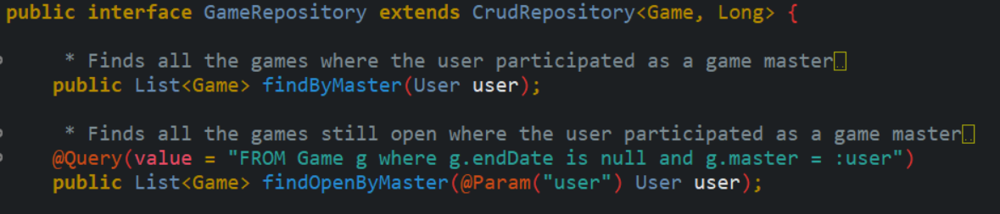 public interface GameRepository extends CrudRepository<Game, Long> {
* Finds all the games where the user participated as a game master..
public List<Game> findByMaster(User user);
* Finds all the games still open where the user participated as a game master..
@Query(value = "FROM Game g where g.endDate is null and g.master = :user")
public List<Game> findOpenByMaster(@Param("user") User user);